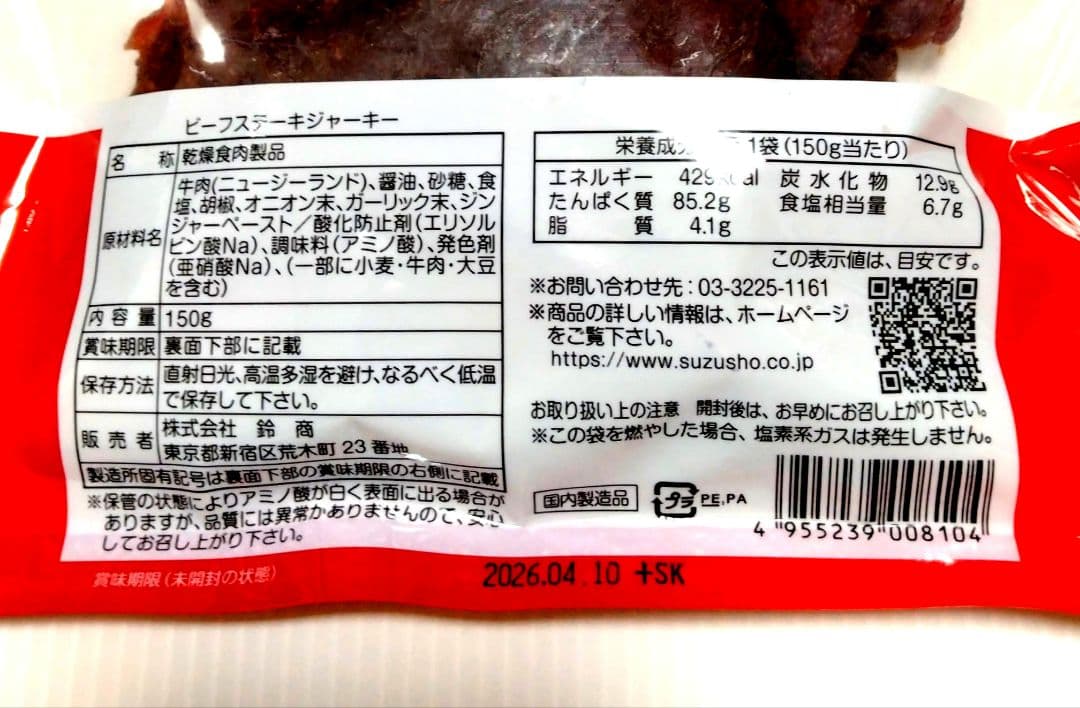 ビーフステーキジャーキー
名 称 乾燥食肉製品
原材料名 牛肉(ニュージーランド)、醤油、砂糖、食
塩、胡椒、オニオン末、ガーリック末、ジン
ジャーペースト/酸化防止剤(エリソル
ビン酸Na)、調味料(アミノ酸)、発色剤
(亜硝酸Na)、(一部に小麦・牛肉・大豆
を含む)
内容量 150g
賞味期限 裏面下部に記載
保存方法 直射日光、高温多湿を避け、なるべく低温
で保存して下さい。
販売者 株式会社 鈴商
東京都新宿区荒木町23番地
製造所固有記号は裏面下部の賞味期限の右側に記載
※保管の状態によりアミノ酸が白く表面に出る場合が
ありますが、品質には異常がありませんので、安心
してお召し上がり下さい。
栄養成分 1袋(150g当たり)
エネルギー 429kcal 炭水化物 12.9g
たんぱく質 85.2g 食塩相当量 6.7g
脂質 4.1g
この表示値は、目安です。
※お問い合わせ先:03-3225-1161
※商品の詳しい情報は、ホームページ
をご覧下さい。
https://www.suzusho.co.jp
お取り扱い上の注意 開封後は、お早めにお召し上がり下さい。
※この袋を燃やした場合、塩素系ガスは発生しません。
国内製造品 プラ PE,PA
4 955239 008104
賞味期限(未開封の状態) 2026.04.10 +SK